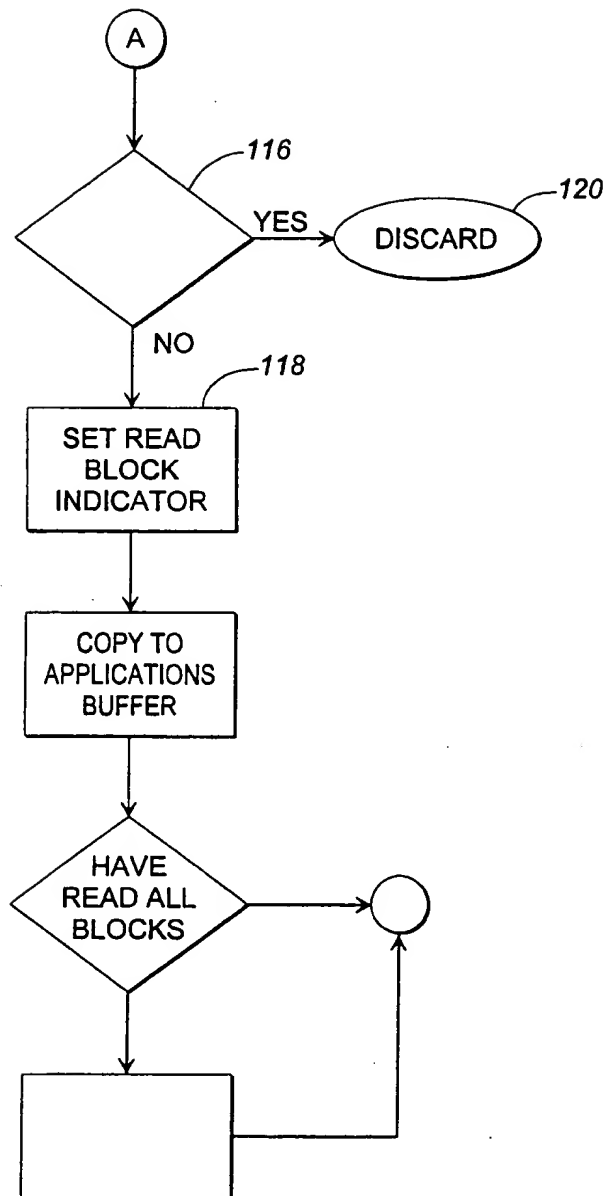 A
116
YES
DISCARD
120
NO
118
SET READ
BLOCK
INDICATOR
COPY TO
APPLICATIONS
BUFFER
HAVE
READ ALL
BLOCKS